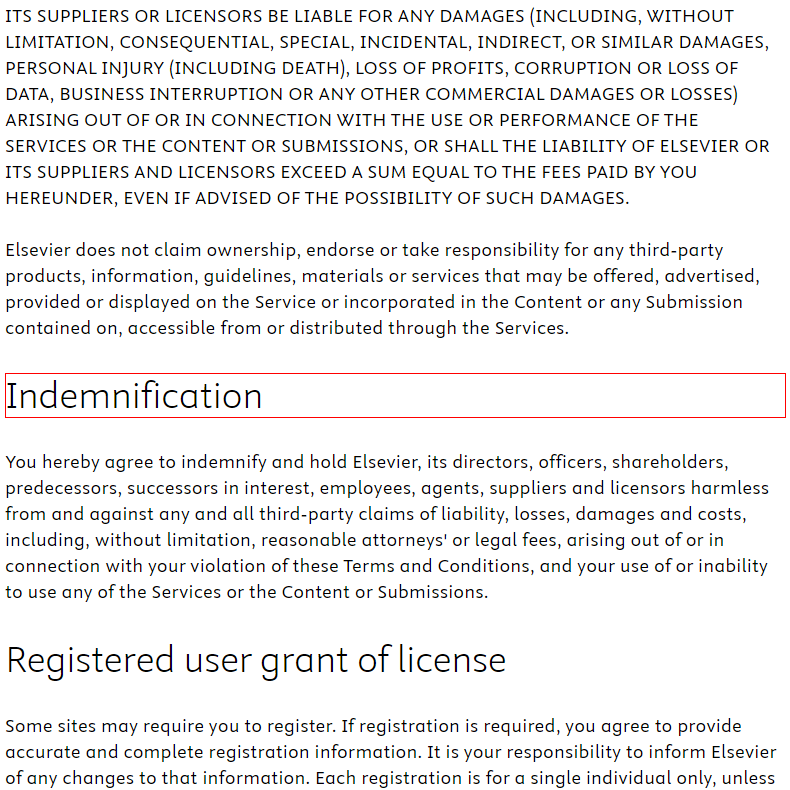 ITS SUPPLIERS OR LICENSORS BE LIABLE FOR ANY DAMAGES (INCLUDING, WITHOUT
LIMITATION, CONSEQUENTIAL, SPECIAL, INCIDENTAL, INDIRECT, OR SIMILAR DAMAGES,
PERSONAL INJURY (INCLUDING DEATH), LOSS OF PROFITS, CORRUPTION OR LOSS OF
DATA, BUSINESS INTERRUPTION OR ANY OTHER COMMERCIAL DAMAGES OR LOSSES)
ARISING OUT OF OR IN CONNECTION WITH THE USE OR PERFORMANCE OF THE
SERVICES OR THE CONTENT OR SUBMISSIONS, OR SHALL THE LIABILITY OF ELSEVIER OR
ITS SUPPLIERS AND LICENSORS EXCEED A SUM EQUAL TO THE FEES PAID BY YOU
HEREUNDER, EVEN IF ADVISED OF THE POSSIBILITY OF SUCH DAMAGES.
Elsevier does not claim ownership, endorse or take responsibility for any third-party
products, information, guidelines, materials or services that may be offered, advertised,
provided or displayed on the Service or incorporated in the Content or any Submission
contained on, accessible from or distributed through the Services.
Indemnification
You hereby agree to indemnify and hold Elsevier, its directors, officers, shareholders,
predecessors, successors in interest, employees, agents, suppliers and licensors harmless
from and against any and all third-party claims of liability, losses, damages and costs,
including, without limitation, reasonable attorneys' or legal fees, arising out of or in
connection with your violation of these Terms and Conditions, and your use of or inability
to use any of the Services or the Content or Submissions.
Registered user grant of license
Some sites may require you to register. If registration is required, you agree to provide
accurate and complete registration information. It is your responsibility to inform Elsevier
of any changes to that information. Each registration is for a single individual only, unless